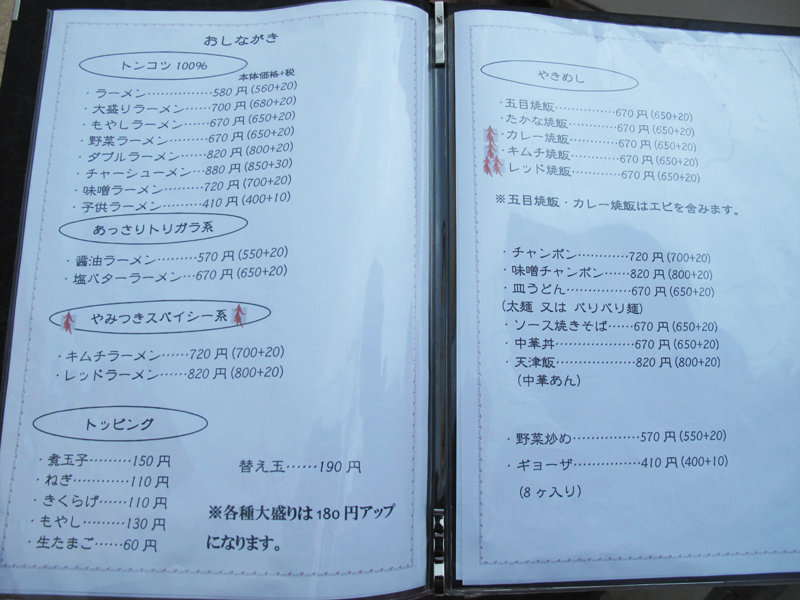 おしながき
トンコツ 100%
本体価格+税
・ラーメン……………580 円(560+20)
・大盛りラーメン………700 円(680+20)
・もやしラーメン………670 円(650+20)
・野菜ラーメン…………670 円(650+20)
・ダブルラーメン………820 円(800+20)
・チャーシューメン……880 円(850+30)
・味噌ラーメン…………720 円(700+20)
・子供ラーメン…………410 円(400+10)
あっさりトリガラ系
・醤油ラーメン…………570 円(550+20)
・塩バターラーメン……670 円(650+20)
やみつきスパイシー系
・キムチラーメン………720 円(700+20)
・レッドラーメン………820 円(800+20)
トッピング
・煮玉子………150 円
・ねぎ…………110 円
・きくらげ……110 円
・もやし………130 円
・生たまご……60 円
替え玉……190 円
※各種大盛りは 180 円アップ
になります。
やきめし
・五目焼飯……………670 円(650+20)
・たかな焼飯…………670 円(650+20)
・カレー焼飯…………670 円(650+20)
・キムチ焼飯…………670 円(650+20)
・レッド焼飯…………670 円(650+20)
※五目焼飯・カレー焼飯はエビを含みます。
・チャンポン…………720 円(700+20)
・味噌チャンポン……820 円(800+20)
・皿うどん……………670 円(650+20)
(太麺 又は バリバリ麺)
・ソース焼きそば……670 円(650+20)
・中華丼………………670 円(650+20)
・天津飯………………820 円(800+20)
(中華あん)
・野菜炒め……………570 円(550+20)
・ギョーザ……………410 円(400+10)
(8ヶ入り)